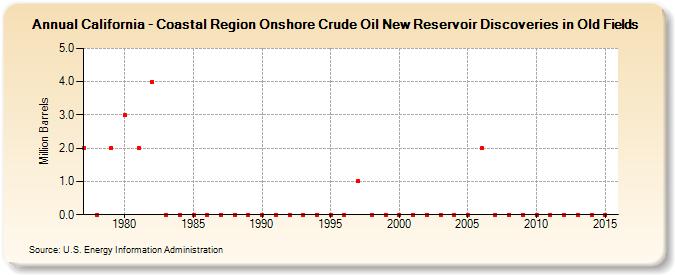 Annual California - Coastal Region Onshore Crude Oil New Reservoir Discoveries in Old Fields
Million Barrels
5.0
4.0
3.0
2.0
1.0
0.0
1980 1985 1990 1995 2000 2005 2010 2015
Source: U.S. Energy Information Administration